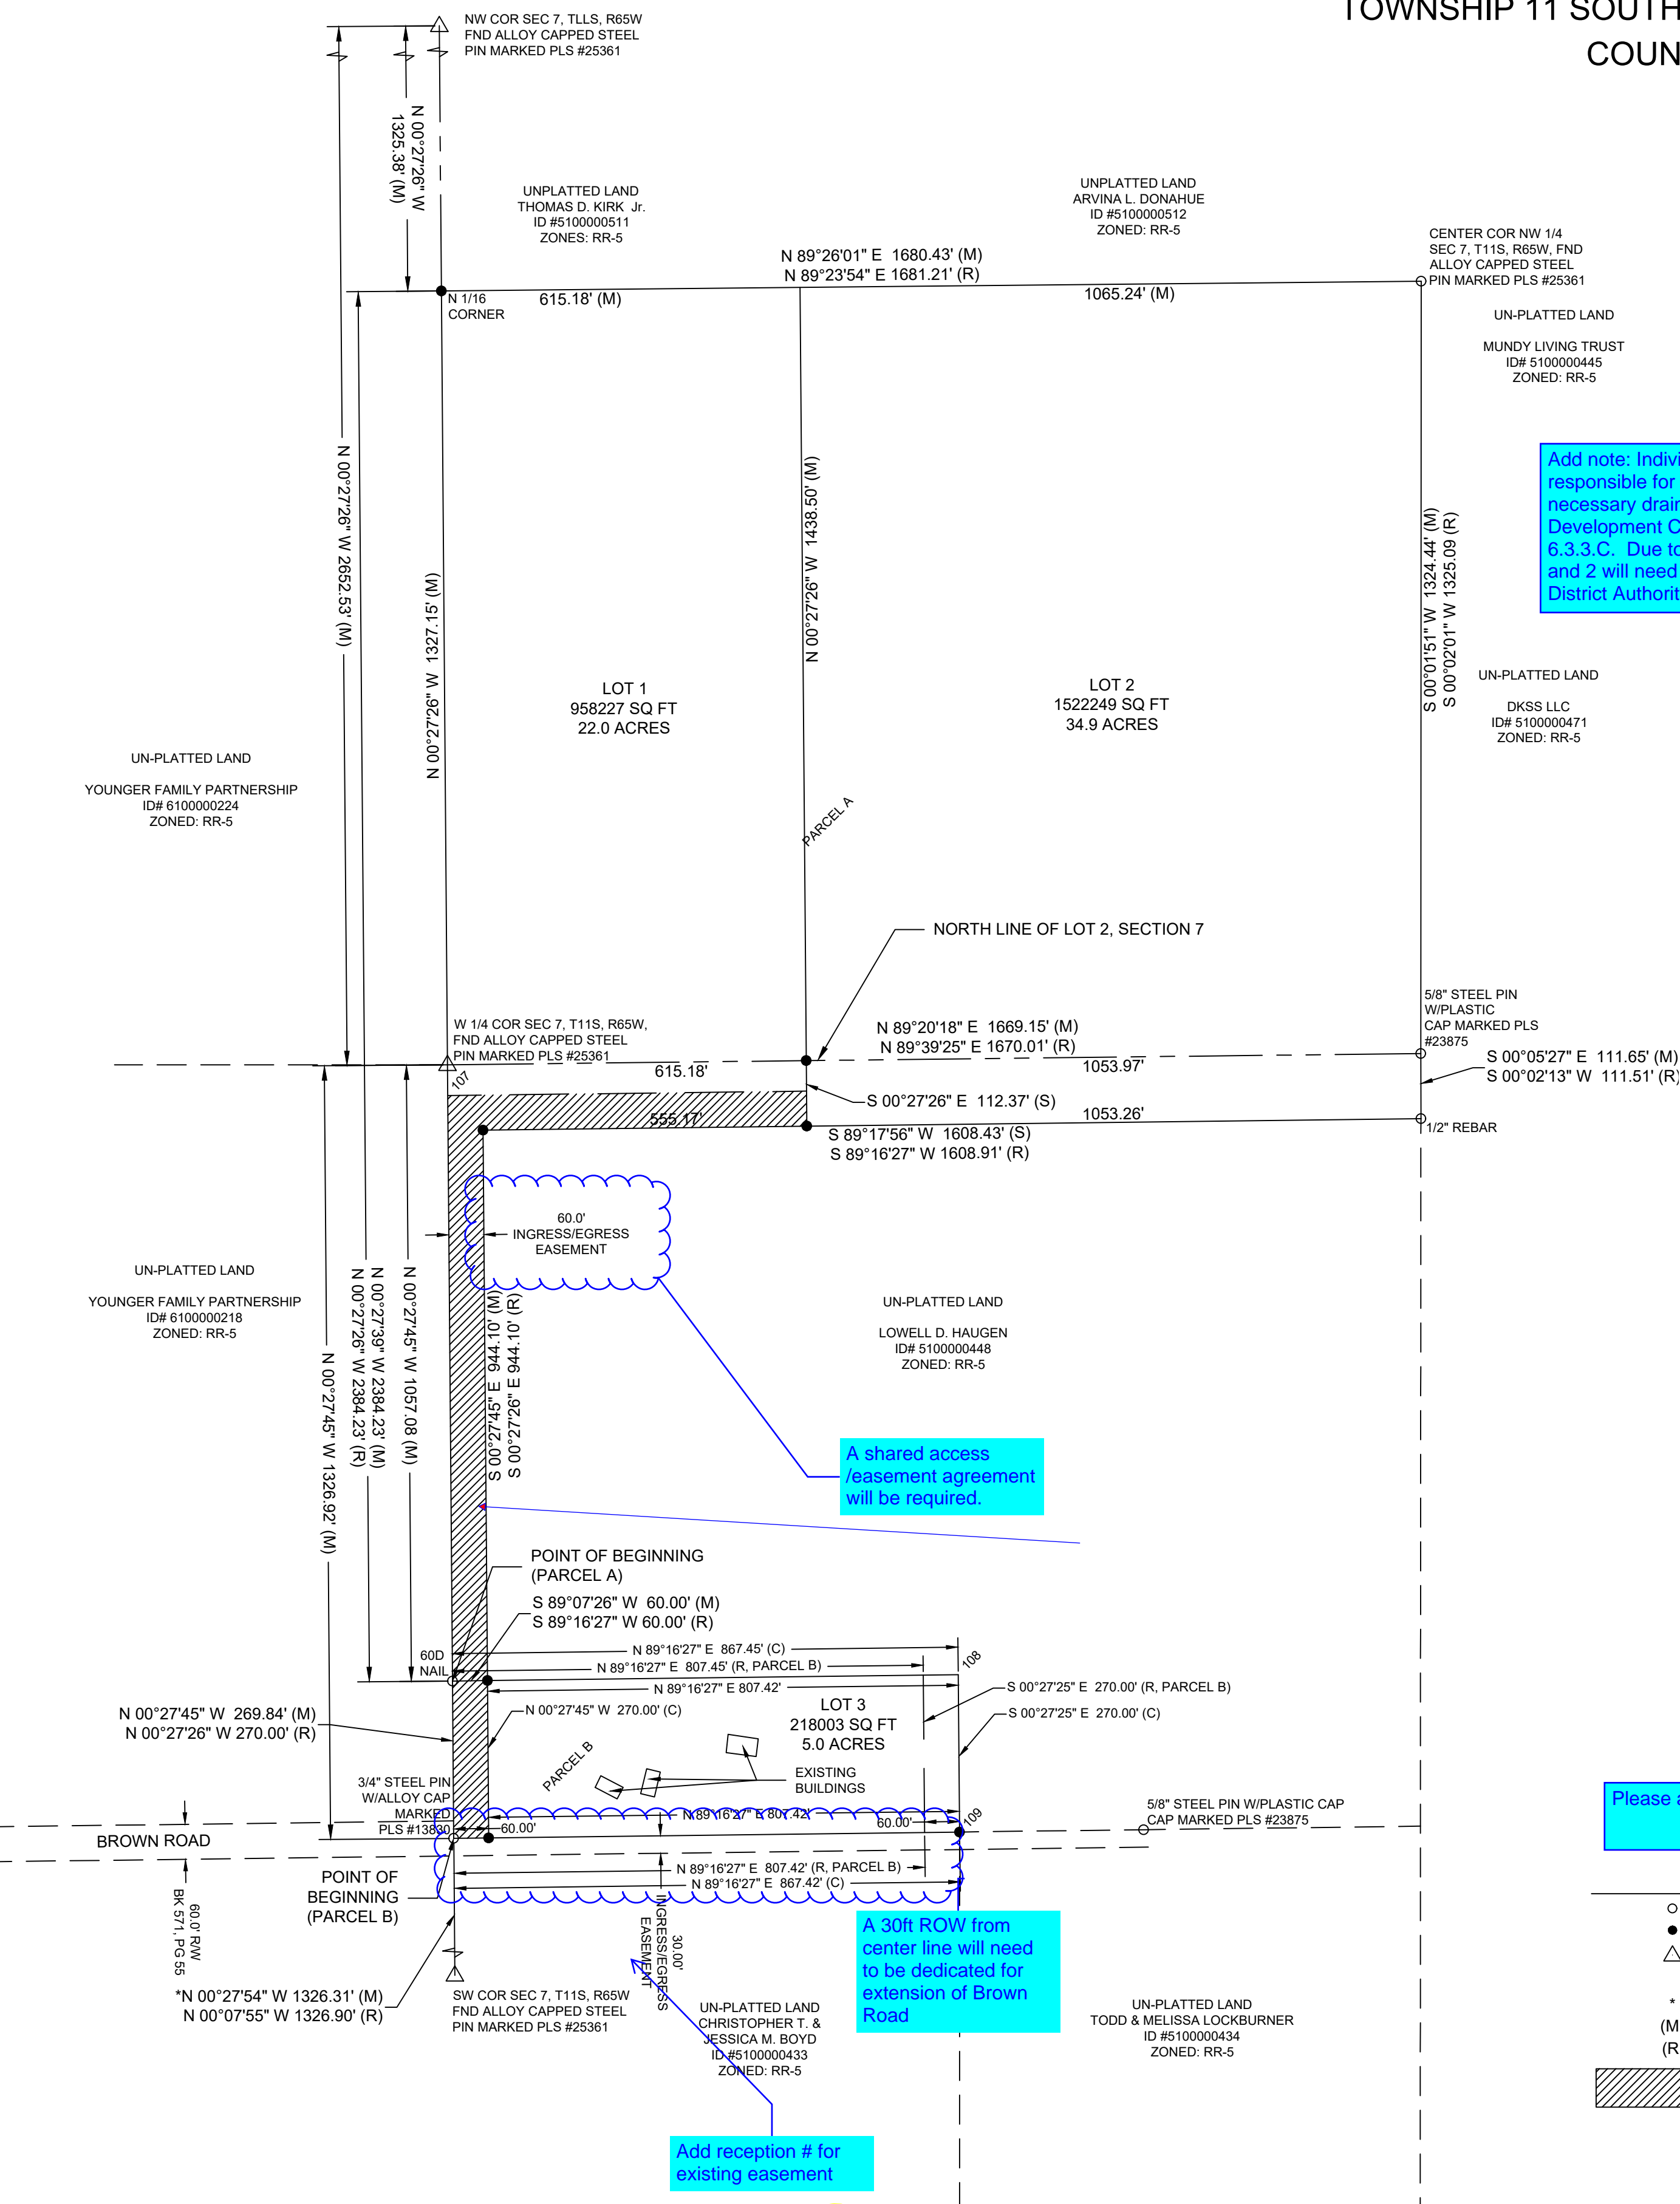 TOWNSHIP 11 SOUTH
COUN
NW COR SEC 7, TLLS, R65W
FND ALLOY CAPPED STEEL
PIN MARKED PLS #25361
N 00°27'26" W
1325.38' (M)
UNPLATTED LAND
THOMAS D. KIRK Jr.
ID #5100000511
ZONES: RR-5
UNPLATTED LAND
ARVINA L. DONAHUE
ID #5100000512
ZONED: RR-5
CENTER COR NW 1/4
SEC 7, T11S, R65W, FND
ALLOY CAPPED STEEL
PIN MARKED PLS #25361
N 89°26'01" E 1680.43' (M)
N 89°23'54" E 1681.21' (R)
N 1/16
CORNER
615.18' (M)
1065.24' (M)
UN-PLATTED LAND
MUNDY LIVING TRUST
ID# 5100000445
ZONED: RR-5
Add note: Indivi
responsible for
necessary drain
Development C
6.3.3.C. Due to
and 2 will need
District Authorit
N 00°27'26" W 2652.53' (M)
N 00°27'26" W 1327.15' (M)
N 00°27'26" W 1438.50' (M)
S 00°01'51" W 1324.44' (M)
S 00°02'01" W 1325.09 (R)
LOT 1
958227 SQ FT
22.0 ACRES
LOT 2
1522249 SQ FT
34.9 ACRES
UN-PLATTED LAND
DKSS LLC
ID# 5100000471
ZONED: RR-5
UN-PLATTED LAND
YOUNGER FAMILY PARTNERSHIP
ID# 6100000224
ZONED: RR-5
PARCEL A
NORTH LINE OF LOT 2, SECTION 7
W 1/4 COR SEC 7, T11S, R65W,
FND ALLOY CAPPED STEEL
PIN MARKED PLS #25361
N 89°20'18" E 1669.15' (M)
N 89°39'25" E 1670.01' (R)
5/8" STEEL PIN
W/PLASTIC
CAP MARKED PLS
#23875
107
615.18'
1053.97'
S 00°05'27" E 111.65' (M)
S 00°02'13" W 111.51' (R)
S 00°27'26" E 112.37' (S)
555.17'
1053.26'
1/2" REBAR
S 89°17'56" W 1608.43' (S)
S 89°16'27" W 1608.91' (R)
60.0'
INGRESS/EGRESS
EASEMENT
UN-PLATTED LAND
YOUNGER FAMILY PARTNERSHIP
ID# 6100000218
ZONED: RR-5
N 00°27'45" W 1326.92' (M)
N 00°27'26" W 2384.23' (R)
N 00°27'39" W 2384.23' (M)
N 00°27'45" W 1057.08 (M)
S 00°27'45" E 944.10' (M)
S 00°27'26" E 944.10' (R)
UN-PLATTED LAND
LOWELL D. HAUGEN
ID# 5100000448
ZONED: RR-5
A shared access
/easement agreement
will be required.
POINT OF BEGINNING
(PARCEL A)
S 89°07'26" W 60.00' (M)
S 89°16'27" W 60.00' (R)
60D
NAIL
N 89°16'27" E 867.45' (C)
N 89°16'27" E 807.45' (R, PARCEL B)
108
N 89°16'27" E 807.42'
S 00°27'25" E 270.00' (R, PARCEL B)
S 00°27'25" E 270.00' (C)
N 00°27'45" W 269.84' (M)
N 00°27'26" W 270.00' (R)
N 00°27'45" W 270.00' (C)
LOT 3
218003 SQ FT
5.0 ACRES
PARCEL B
EXISTING
BUILDINGS
3/4" STEEL PIN
W/ALLOY CAP
MARKED
PLS #13830
N 89°16'27" E 807.42'
60.00'
60.00'
109
5/8" STEEL PIN W/PLASTIC CAP
CAP MARKED PLS #23875
Please a
BROWN ROAD
N 89°16'27" E 807.42' (R, PARCEL B)
N 89°16'27" E 867.42' (C)
POINT OF
BEGINNING
(PARCEL B)
60.0' R/W
BK 571, PG 55
30.00'
INGRESS/EGRESS
EASEMENT
A 30ft ROW from
center line will need
to be dedicated for
extension of Brown
Road
*N 00°27'54" W 1326.31' (M)
N 00°07'55" W 1326.90' (R)
SW COR SEC 7, T11S, R65W
FND ALLOY CAPPED STEEL
PIN MARKED PLS #25361
UN-PLATTED LAND
CHRISTOPHER T. &
JESSICA M. BOYD
ID #5100000433
ZONED: RR-5
UN-PLATTED LAND
TODD & MELISSA LOCKBURNER
ID #5100000434
ZONED: RR-5
*
(M
(R
Add reception # for
existing easement